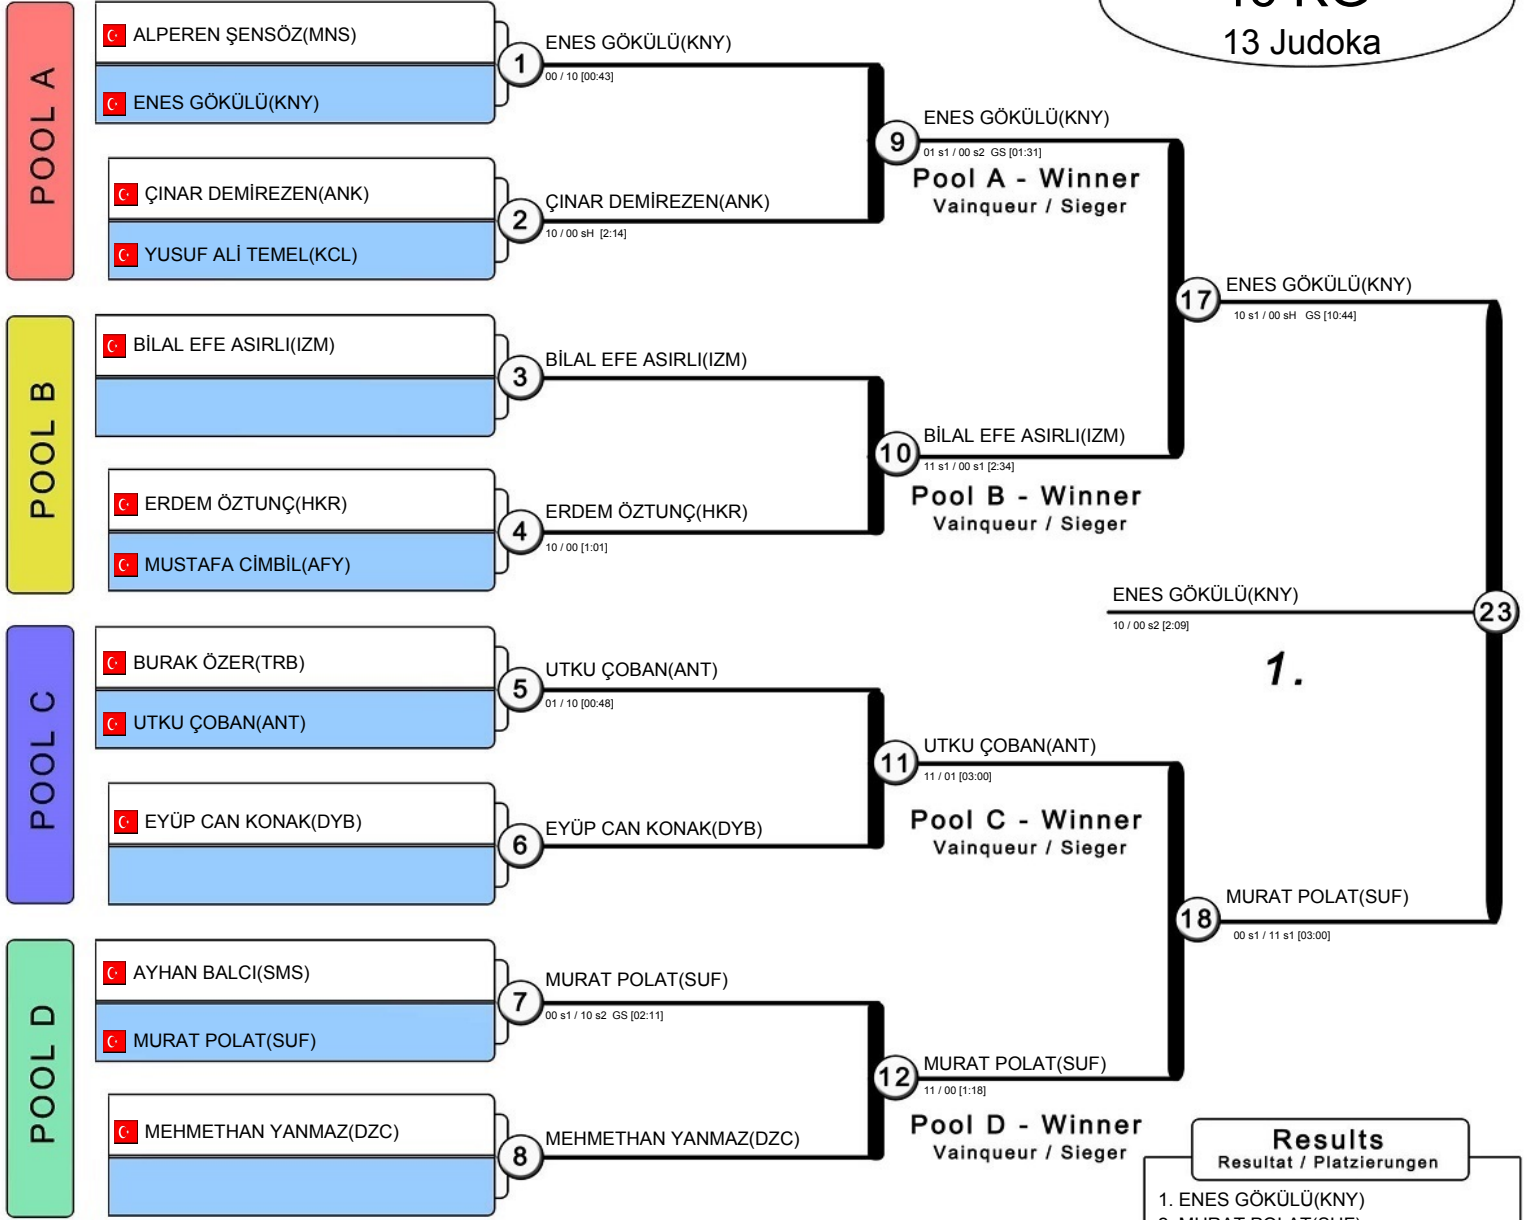 13 Judoka
POOL A
ALPEREN ŞENSÖZ(MNS)
ENES GÖKÜLÜ(KNY)
1
ENES GÖKÜLÜ(KNY)
00 / 10 [00:43]
ÇINAR DEMİREZEN(ANK)
YUSUF ALİ TEMEL(KCL)
2
ÇINAR DEMİREZEN(ANK)
10 / 00 sH [2:14]
9
ENES GÖKÜLÜ(KNY)
01 s1 / 00 s2 GS [01:31]
Pool A - Winner
Vainqueur / Sieger
POOL B
BİLAL EFE ASIRLI(IZM)
3
BİLAL EFE ASIRLI(IZM)
ERDEM ÖZTUNÇ(HKR)
MUSTAFA CİMBİL(AFY)
4
ERDEM ÖZTUNÇ(HKR)
10 / 00 [1:01]
10
BİLAL EFE ASIRLI(IZM)
11 s1 / 00 s1 [2:34]
Pool B - Winner
Vainqueur / Sieger
17
ENES GÖKÜLÜ(KNY)
10 s1 / 00 sH GS [10:44]
POOL C
BURAK ÖZER(TRB)
UTKU ÇOBAN(ANT)
5
UTKU ÇOBAN(ANT)
01 / 10 [00:48]
EYÜP CAN KONAK(DYB)
6
EYÜP CAN KONAK(DYB)
11
UTKU ÇOBAN(ANT)
11 / 01 [03:00]
Pool C - Winner
Vainqueur / Sieger
POOL D
AYHAN BALCI(SMS)
MURAT POLAT(SUF)
7
MURAT POLAT(SUF)
00 s1 / 10 s2 GS [02:11]
MEHMETHAN YANMAZ(DZC)
8
MEHMETHAN YANMAZ(DZC)
12
MURAT POLAT(SUF)
11 / 00 [1:18]
Pool D - Winner
Vainqueur / Sieger
18
MURAT POLAT(SUF)
00 s1 / 11 s1 [03:00]
23
ENES GÖKÜLÜ(KNY)
10 / 00 s2 [2:09]
1.
Results
Resultat / Platzierungen
1. ENES GÖKÜLÜ(KNY)
2. MURAT POLAT(SUF)